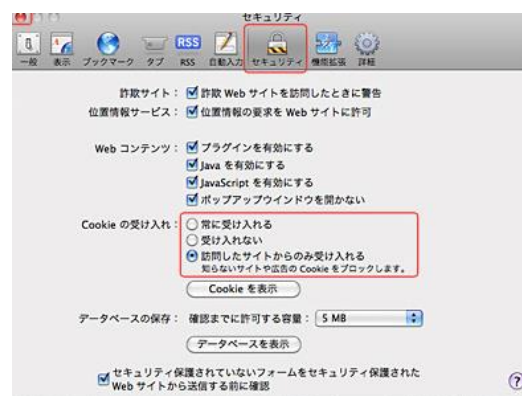 セキュリティ
一般 表示 ブックマーク タブ RSS 自動入力 セキュリティ 機能拡張 詳細
詐欺サイト： 詐欺 Web サイトを訪問したときに警告
位置情報サービス： 位置情報の要求を Web サイトに許可
Web コンテンツ： プラグインを有効にする
Java を有効にする
JavaScript を有効にする
ポップアップウインドウを開かない
Cookie の受け入れ： 常に受け入れる
受け入れない
訪問したサイトからのみ受け入れる
知らないサイトや広告の Cookie をブロックします。
Cookie を表示
データベースの保存： 確認までに許可する容量： 5 MB
データベースを表示
セキュリティ保護されていないフォームをセキュリティ保護された
Web サイトから送信する前に確認
?